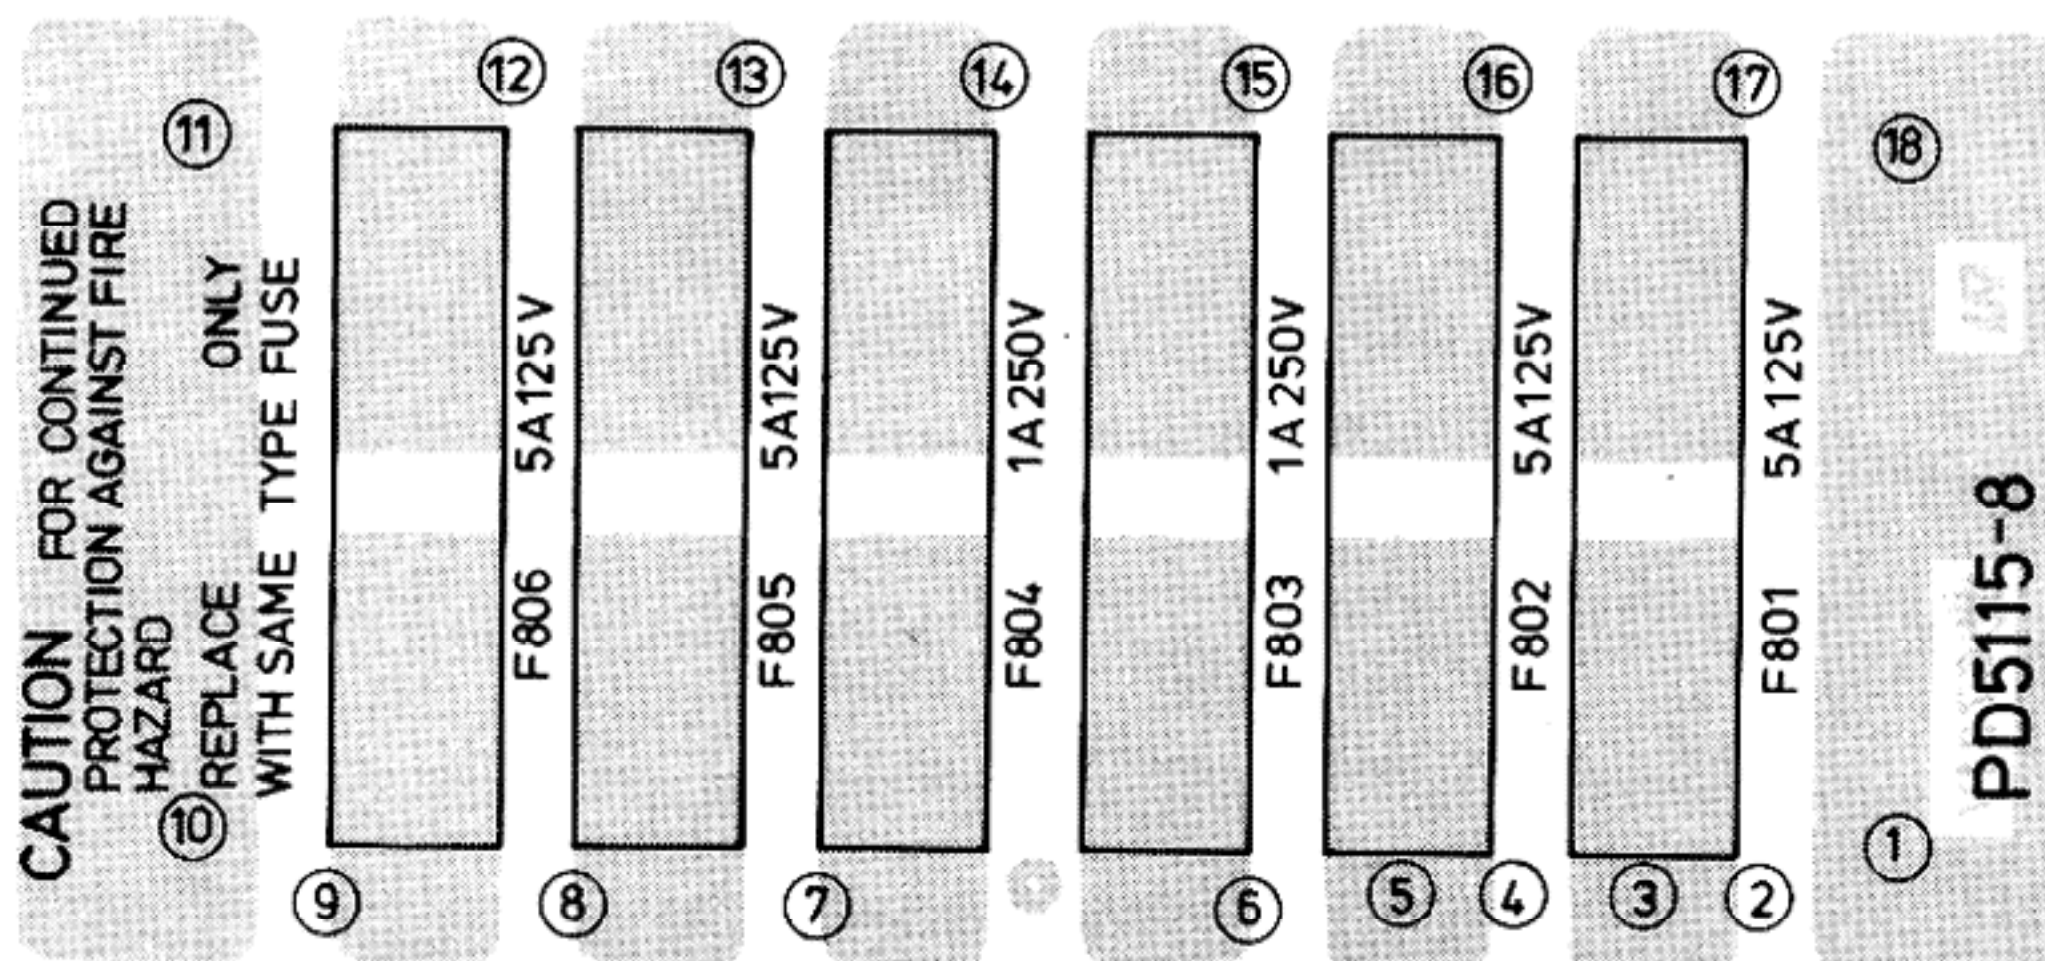 CAUTION FOR CONTINUED
PROTECTION AGAINST FIRE
HAZARD
REPLACE ONLY
WITH SAME TYPE FUSE
11
12
13
14
15
16
17
18
F806 5A125V
F805 5A125V
F804 1A250V
F803 1A250V
F802 5A125V
F801 5A125V
PD5115-8
10
9
8
7
6
5
4
3
2
1